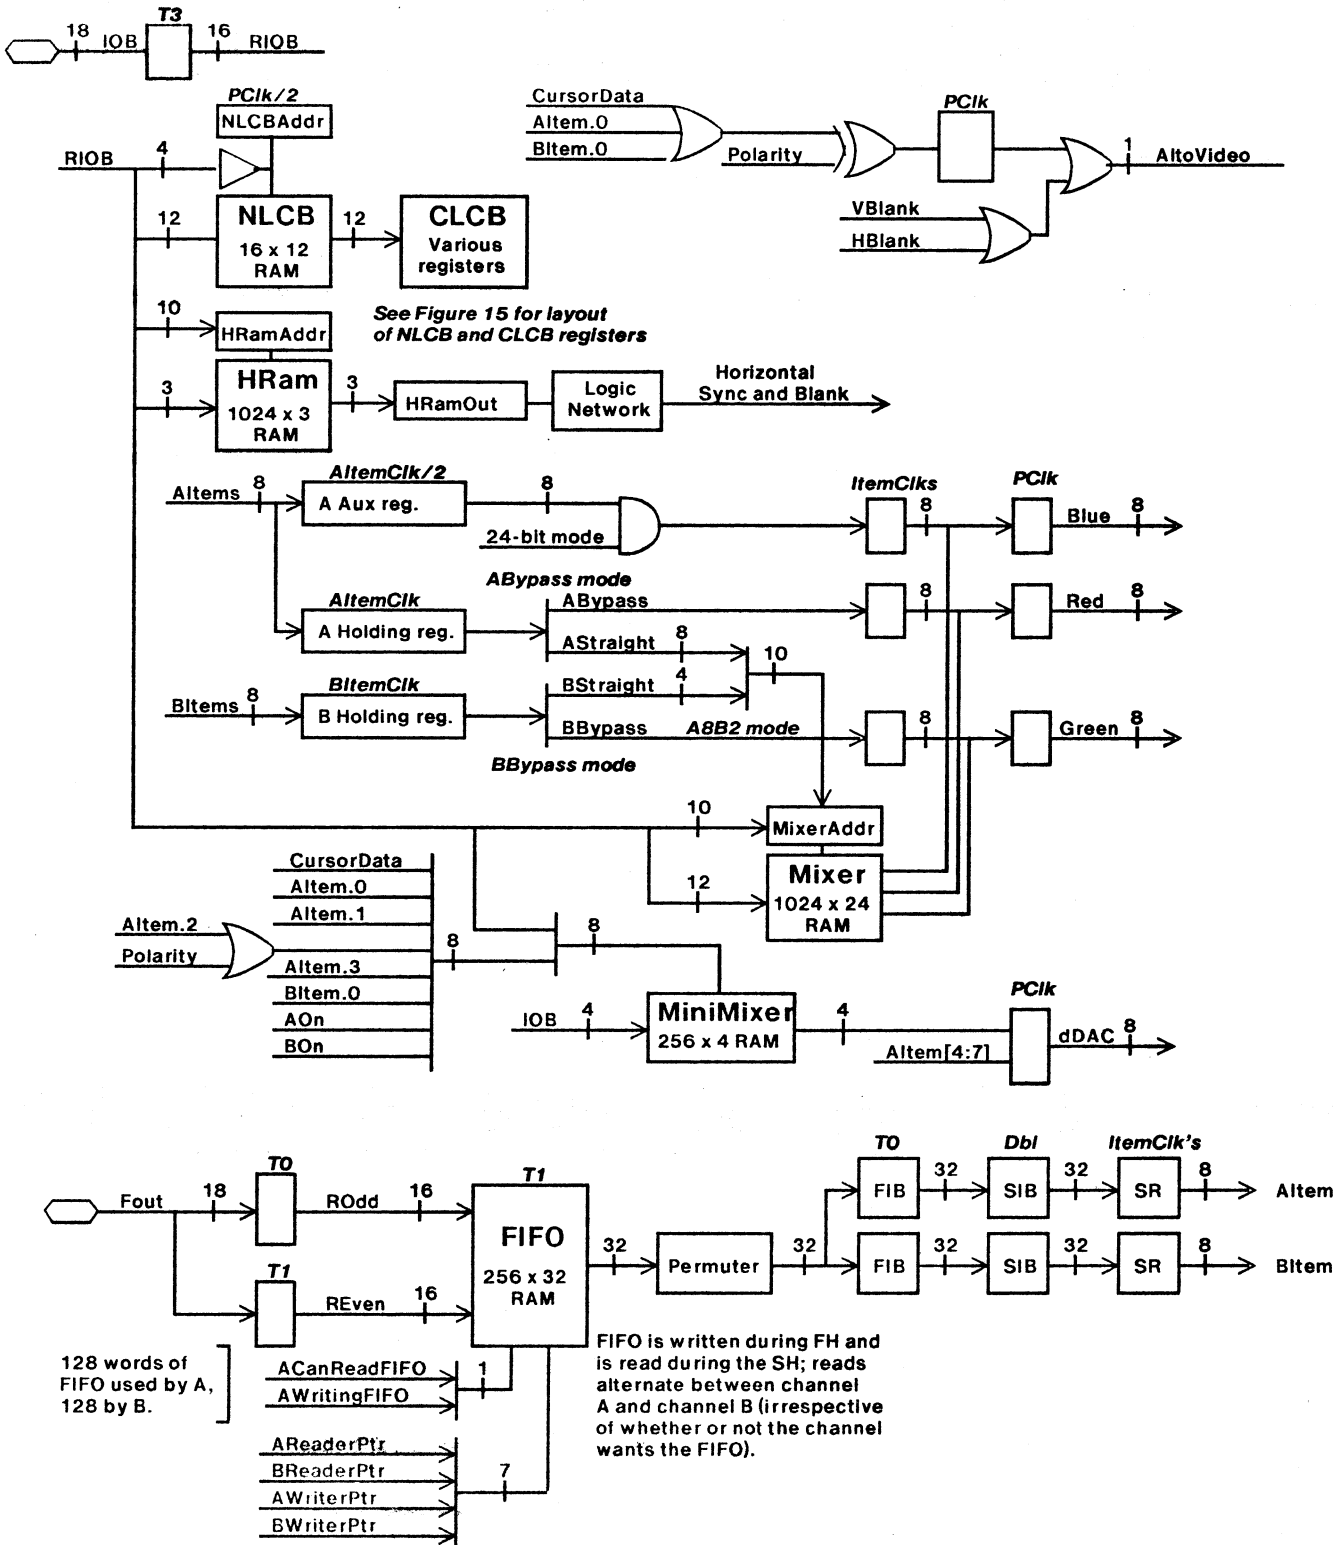 T3
18
IOB
16
RIOB
PClk/2
NLCBAddr
RIOB
4
12
NLCB
16 x 12
RAM
12
CLCB
Various
registers
CursorData
AItem.0
BItem.0
Polarity
PClk
VBlank
HBlank
1
AltoVideo
10
HRamAddr
See Figure 15 for layout
of NLCB and CLCB registers
3
HRam
1024 x 3
RAM
3
HRamOut
Logic
Network
Horizontal
Sync and Blank
AItems
8
AItemClk/2
A Aux reg.
8
24-bit mode
ItemClks
8
PClk
Blue
8
ABypass mode
AItemClk
A Holding reg.
ABypass
8
Red
8
AStraight
8
10
BItems
8
BItemClk
B Holding reg.
BStraight
4
BBypass
A8B2 mode
8
Green
8
BBypass mode
10
MixerAddr
12
Mixer
1024 x 24
RAM
CursorData
AItem.0
AItem.1
AItem.2
Polarity
AItem.3
BItem.0
AOn
BOn
8
8
IOB
4
MiniMixer
256 x 4 RAM
4
AItem[4:7]
PClk
dDAC
8
Fout
18
T0
ROdd
16
T1
REven
16
T1
FIFO
256 x 32
RAM
32
Permuter
32
T0
FIB
32
Dbl
SIB
32
ItemClk's
SR
8
AItem
FIB
32
SIB
32
SR
8
BItem
128 words of
FIFO used by A,
128 by B.
ACanReadFIFO
AWritingFIFO
1
FIFO is written during FH and
is read during the SH; reads
alternate between channel
A and channel B (irrespective
of whether or not the channel
wants the FIFO).
AReaderPtr
BReaderPtr
AWriterPtr
BWriterPtr
7